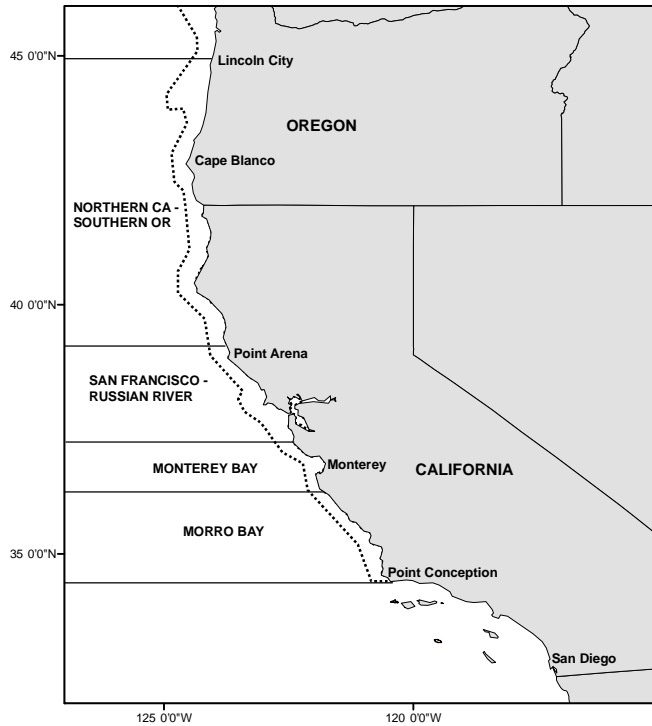 45 0'0"N
Lincoln City
OREGON
Cape Blanco
NORTHERN CA -
SOUTHERN OR
40 0'0"N
Point Arena
SAN FRANCISCO -
RUSSIAN RIVER
MONTEREY BAY
Monterey
CALIFORNIA
MORRO BAY
35 0'0"N
Point Conception
San Diego
125 0'0"W
120 0'0"W